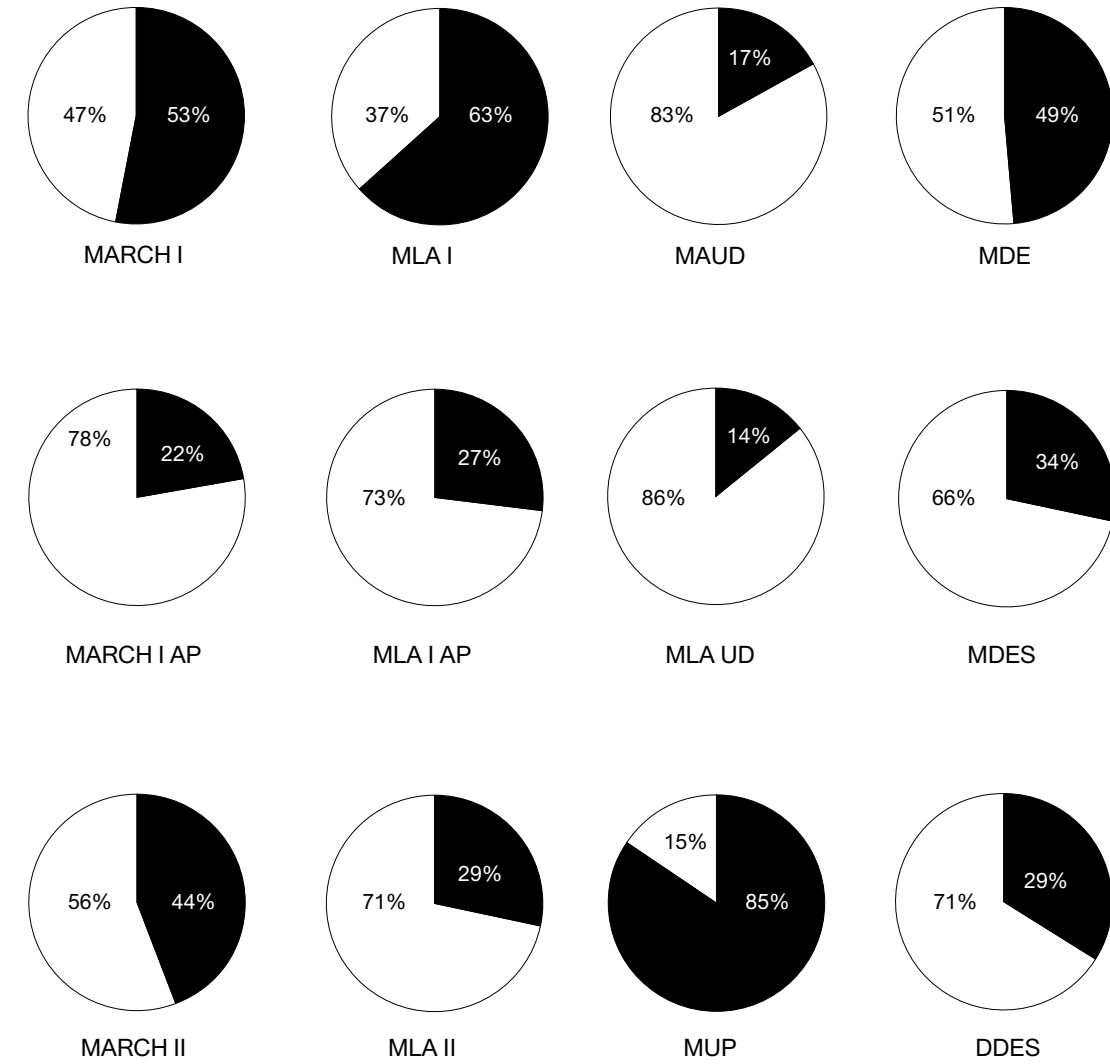 47% 53%
37% 63%
17%
83%
51% 49%
MARCH I
MLA I
MAUD
MDE
78%
22%
27%
73%
14%
86%
34%
66%
MARCH I AP
MLA I AP
MLA UD
MDES
56% 44%
29%
71%
15%
85%
29%
71%
MARCH II
MLA II
MUP
DDES